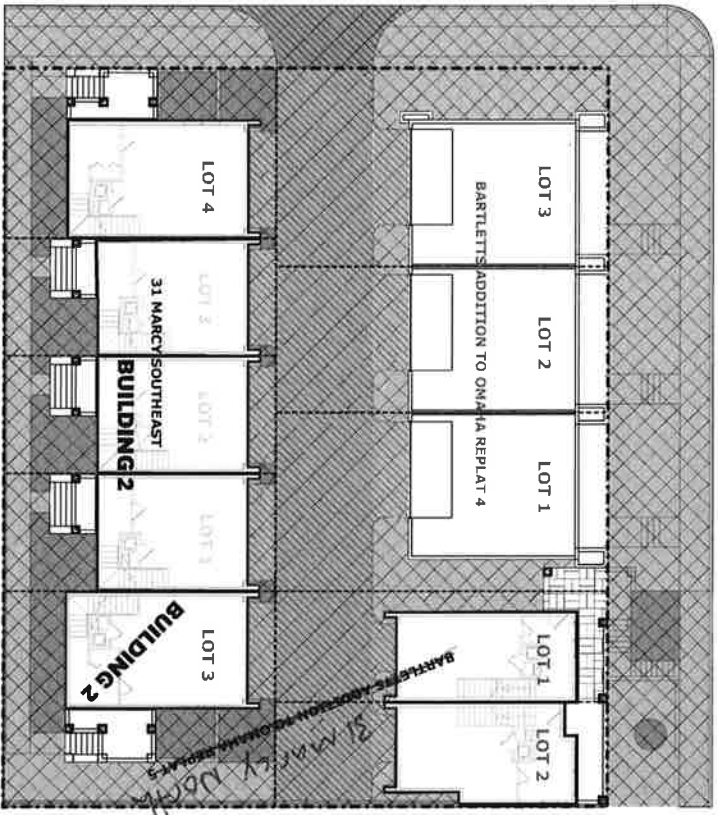 LOT 4
LOT 3
31 MARCY SOUTHEAST
BUILDING 2
LOT 2
LOT 1
LOT 3
BUILDING 2
LOT 3
LOT 2
LOT 1
BARTLETTS ADDITION TO OMAHA REPLAT 4
LOT 1
LOT 2
BARTLETTS ADDITION TO OMAHA REPLAT 5
31 Marcy North